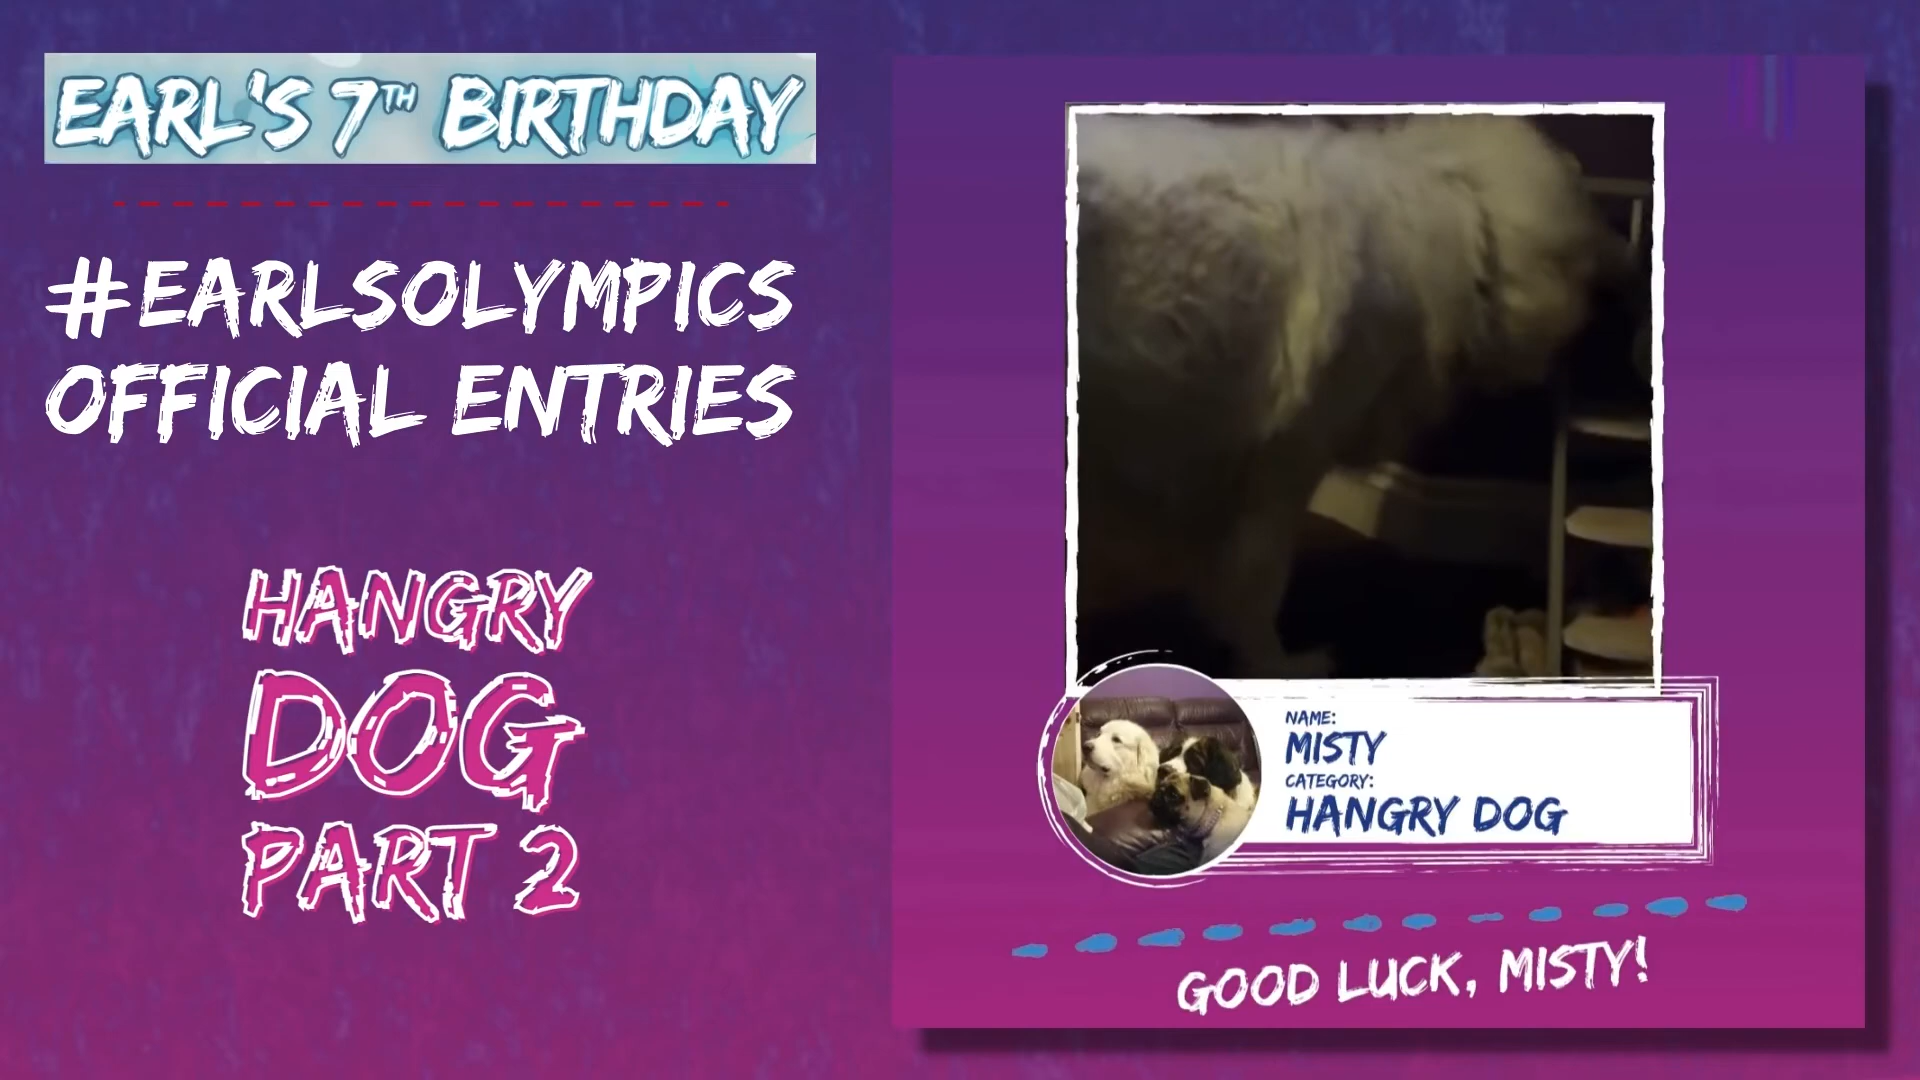 EARL'S 7TH BIRTHDAY
#EARLSOLYMPICS
OFFICIAL ENTRIES
HANGRY
DOG
PART 2
NAME:
MISTY
CATEGORY:
HANGRY DOG
GOOD LUCK, MISTY!